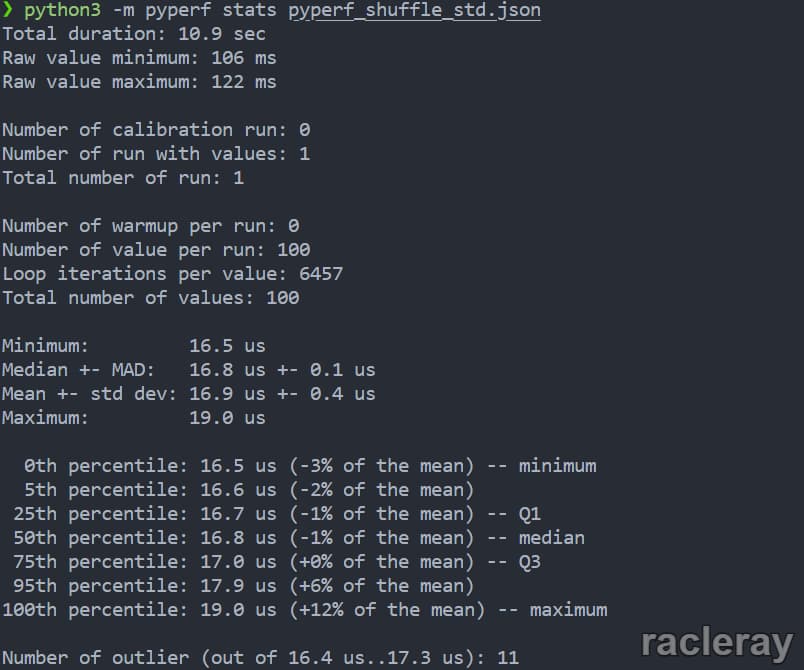 ❯ python3 -m pyperf stats pyperf_shuffle_std.json
Total duration: 10.9 sec
Raw value minimum: 106 ms
Raw value maximum: 122 ms
Number of calibration run: 0
Number of run with values: 1
Total number of run: 1
Number of warmup per run: 0
Number of value per run: 100
Loop iterations per value: 6457
Total number of values: 100
Minimum:         16.5 us
Median +- MAD:   16.8 us +- 0.1 us
Mean +- std dev: 16.9 us +- 0.4 us
Maximum:         19.0 us
  0th percentile: 16.5 us (-3% of the mean) -- minimum
  5th percentile: 16.6 us (-2% of the mean)
 25th percentile: 16.7 us (-1% of the mean) -- Q1
 50th percentile: 16.8 us (-1% of the mean) -- median
 75th percentile: 17.0 us (+0% of the mean) -- Q3
 95th percentile: 17.9 us (+6% of the mean)
100th percentile: 19.0 us (+12% of the mean) -- maximum
Number of outlier (out of 16.4 us..17.3 us): 11
racleray